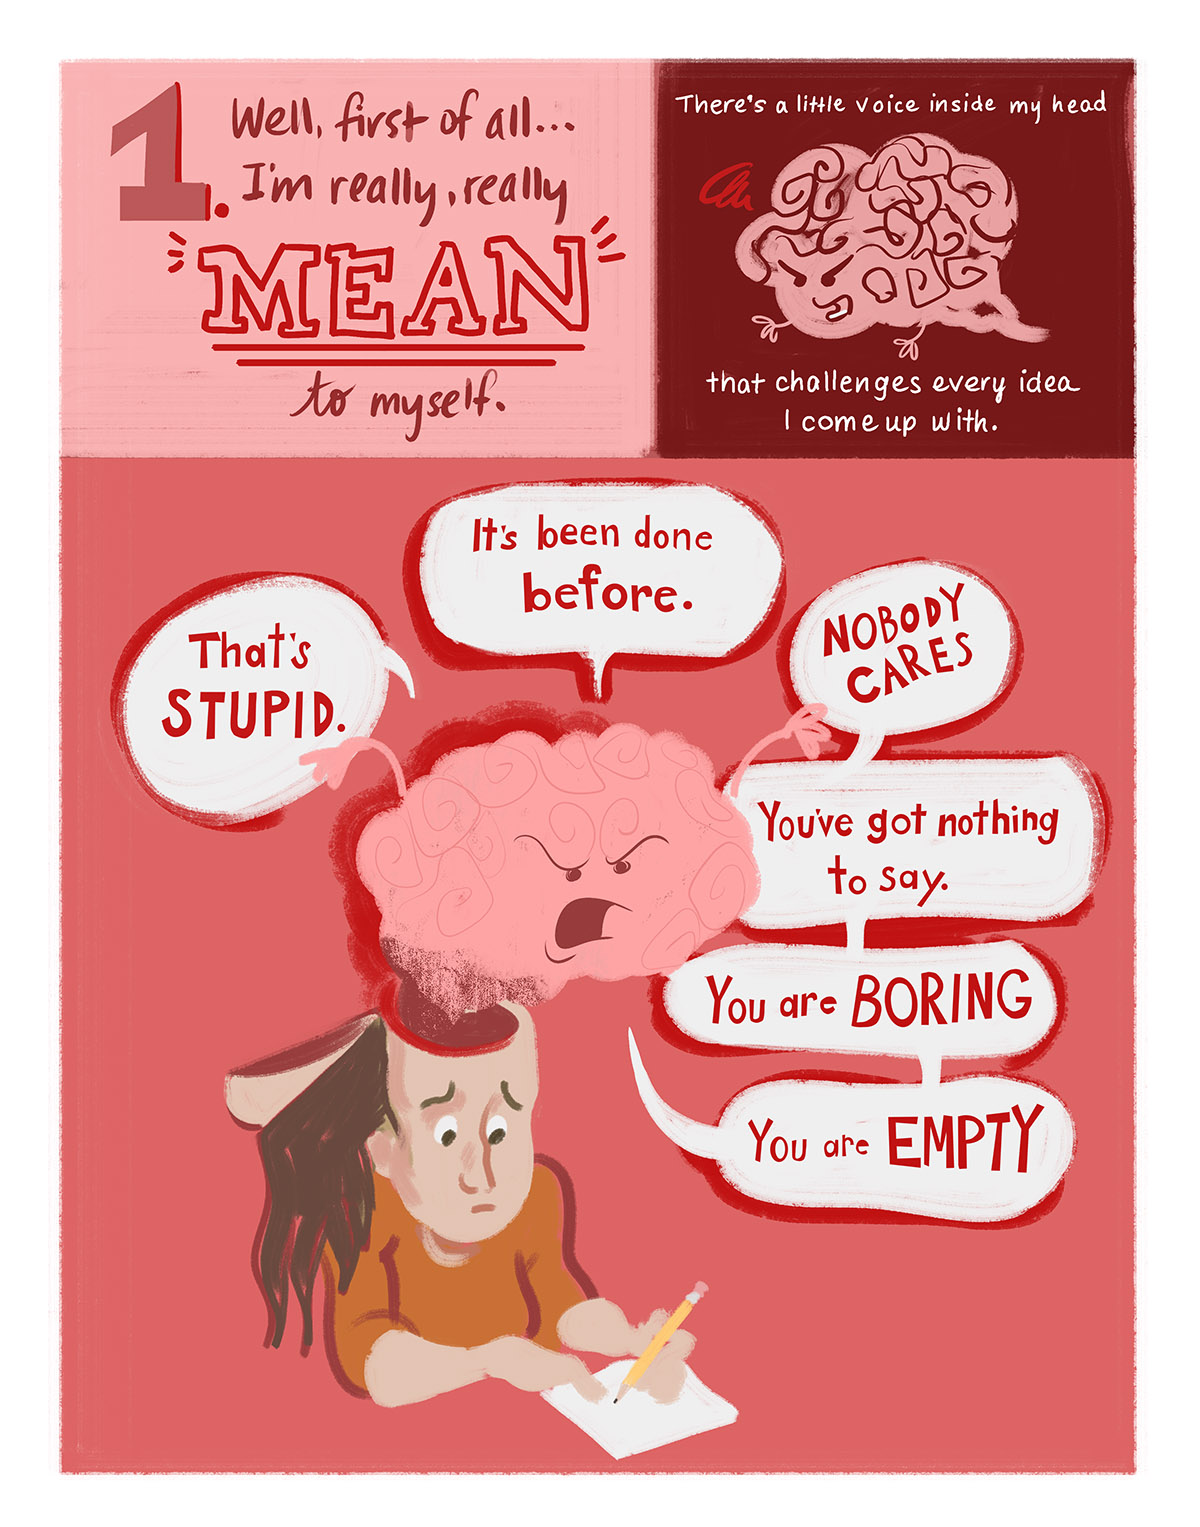 1. Well, first of all...
I'm really, really
"MEAN"
to myself.
There's a little voice inside my head
that challenges every idea
I come up with.
It's been done
before.
That's
STUPID.
NOBODY
CARES
You've got nothing
to say.
You are BORING
You are EMPTY